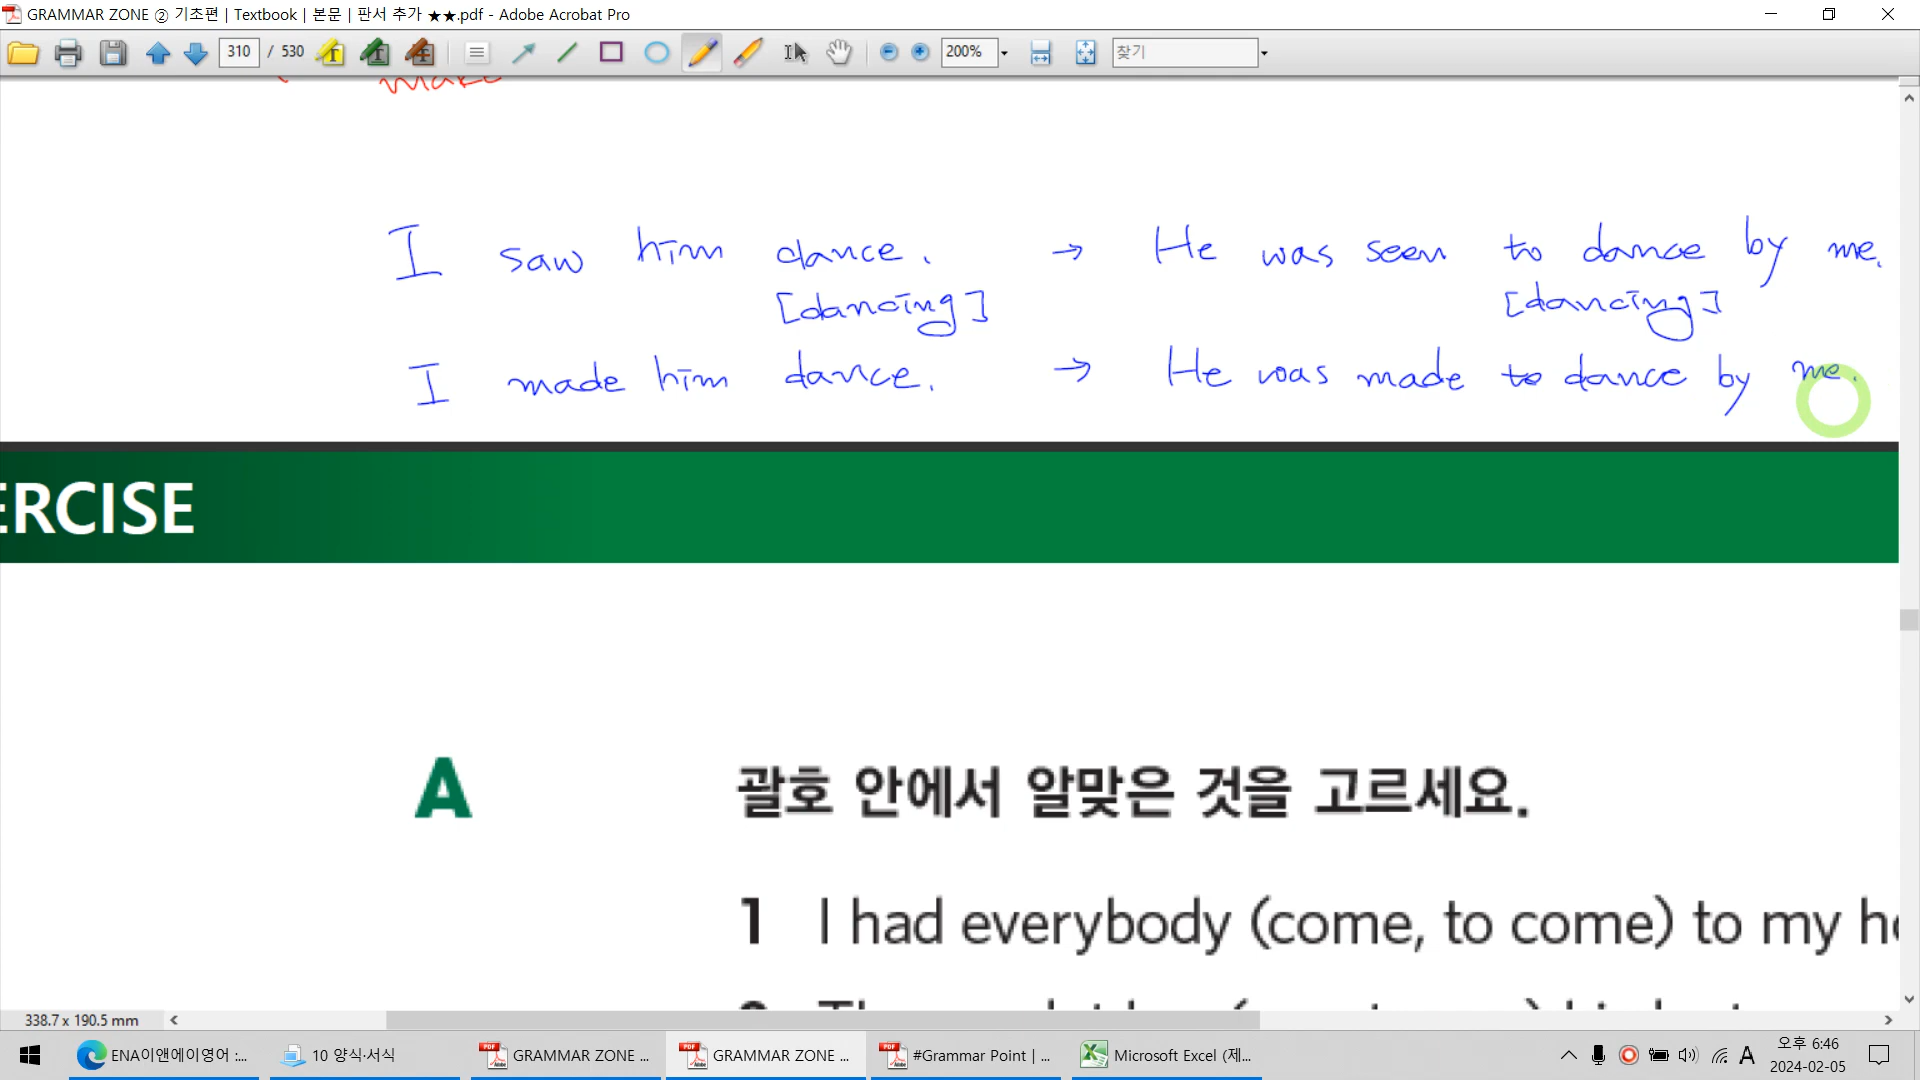 GRAMMAR ZONE ② 기초편 | Textbook | 본문 | 판서 추가 ★★.pdf - Adobe Acrobat Pro
310 / 530 200% 찾기
make
I saw him dance. → He was seen to dance by me.
[dancing] [dancing]
I made him dance. → He was made to dance by me.
ERCISE
A 괄호 안에서 알맞은 것을 고르세요.
1 I had everybody (come, to come) to my
338.7 x 190.5 mm
ENA이앤에이영어 :... 10 양식·서식 GRAMMAR ZONE ... GRAMMAR ZONE ... #Grammar Point | ... Microsoft Excel (제... A 오후 6:46
2024-02-05